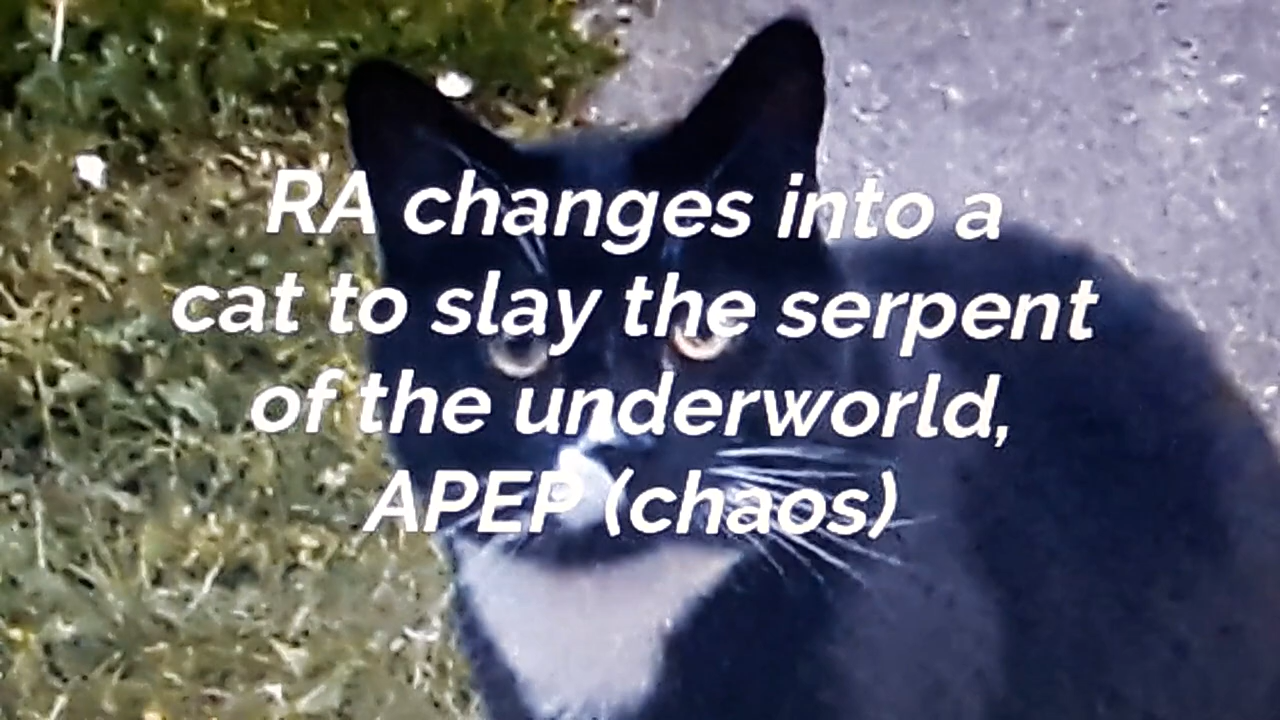 RA changes into a
cat to slay the serpent
of the underworld,
APEP (chaos)